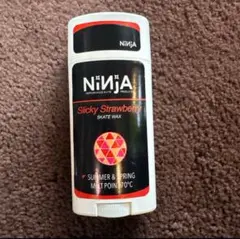 NiNJA
NiNJA
Slicky Strawberry
SKATE WAX
SUMMER & SPRING
MELT POINT 70°C